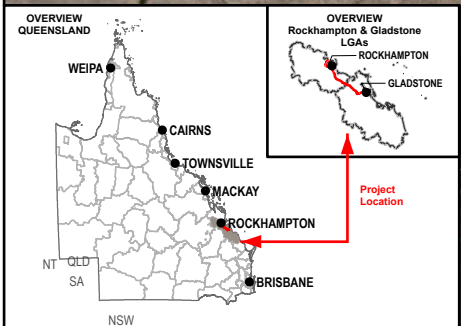 OVERVIEW
QUEENSLAND
WEIPA
CAIRNS
TOWNSVILLE
MACKAY
ROCKHAMPTON
BRISBANE
NT
QLD
SA
NSW
OVERVIEW
Rockhampton & Gladstone
LGAs
ROCKHAMPTON
GLADSTONE
Project
Location